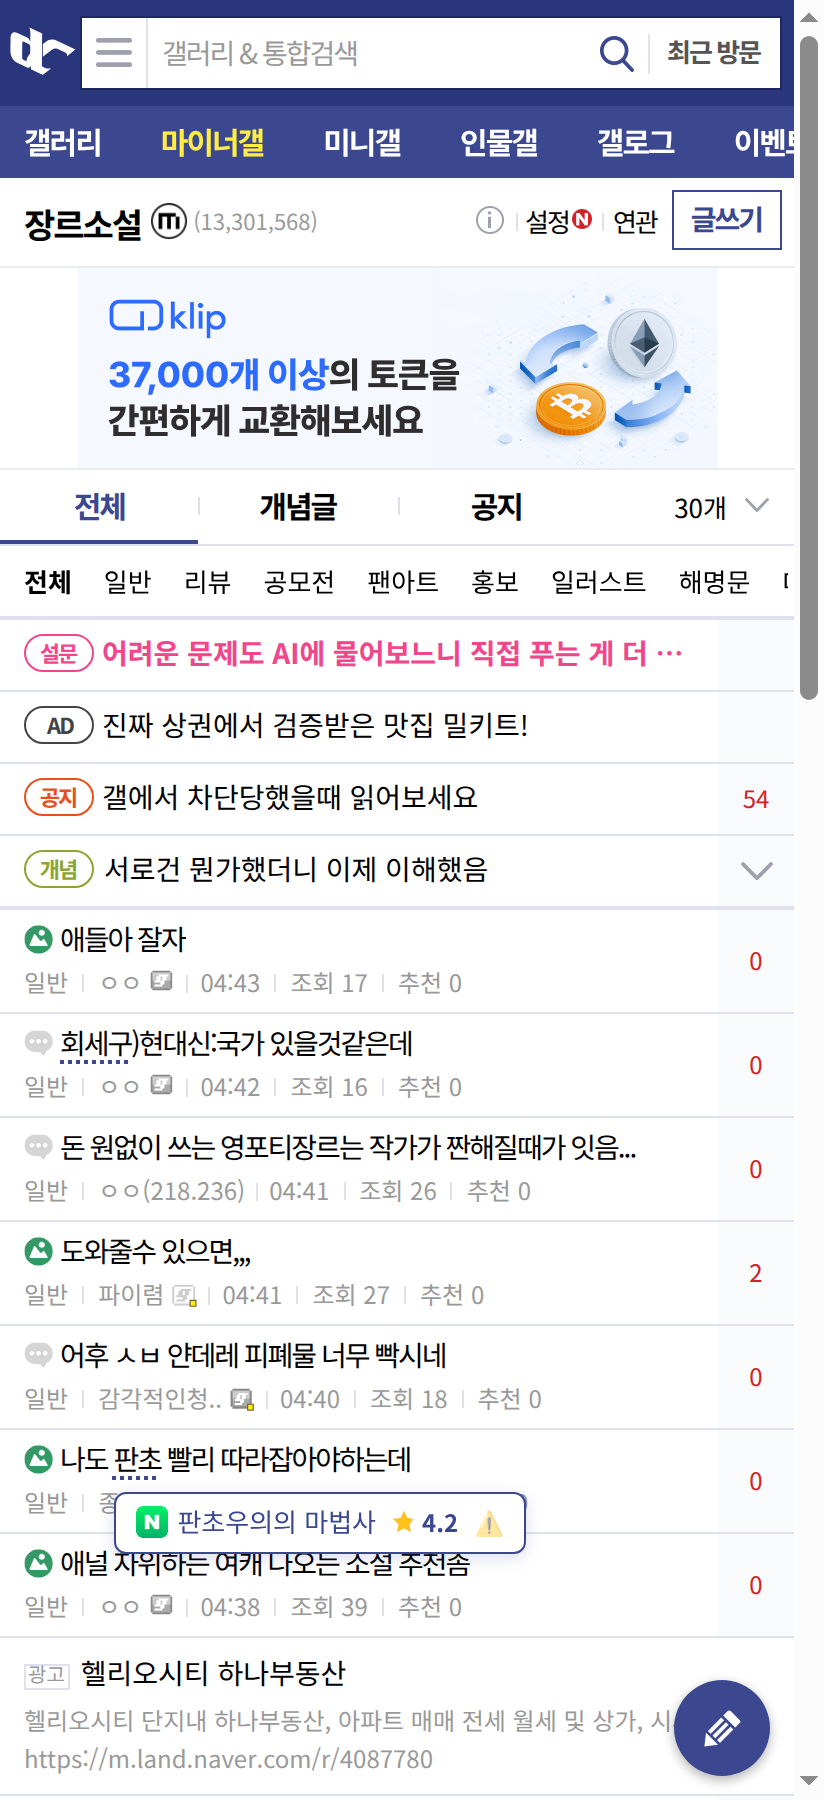 갤러리 & 통합검색 최근 방문
갤러리 마이너갤 미니갤 인물갤 갤로그 이벤트
장르소설 (13,301,568) 설정 N 연관 글쓰기
klip
37,000개 이상의 토큰을
간편하게 교환해보세요
전체 개념글 공지 30개
전체 일반 리뷰 공모전 팬아트 홍보 일러스트 해명문
설문 어려운 문제도 AI에 물어보느니 직접 푸는 게 더 …
AD 진짜 상권에서 검증받은 맛집 밀키트!
공지 갤에서 차단당했을때 읽어보세요 54
개념 서로건 뭔가했더니 이제 이해했음
애들아 잘자 0
일반 ㅇㅇ 04:43 조회 17 추천 0
회세구)현대신:국가 있을것같은데 0
일반 ㅇㅇ 04:42 조회 16 추천 0
돈 원없이 쓰는 영포티장르는 작가가 짠해질때가 잇음... 0
일반 ㅇㅇ(218.236) 04:41 조회 26 추천 0
도와줄수 있으면,,, 2
일반 파이렴 04:41 조회 27 추천 0
어후 ㅅㅂ 얀데레 피폐물 너무 빡시네 0
일반 감각적인청.. 04:40 조회 18 추천 0
나도 판초 빨리 따라잡아야하는데 0
일반
N 판초우의의 마법사 4.2
애널 자위하는 여캐 나오는 소설 추천좀 0
일반 ㅇㅇ 04:38 조회 39 추천 0
광고 헬리오시티 하나부동산
헬리오시티 단지내 하나부동산, 아파트 매매 전세 월세 및 상가, 시
https://m.land.naver.com/r/4087780